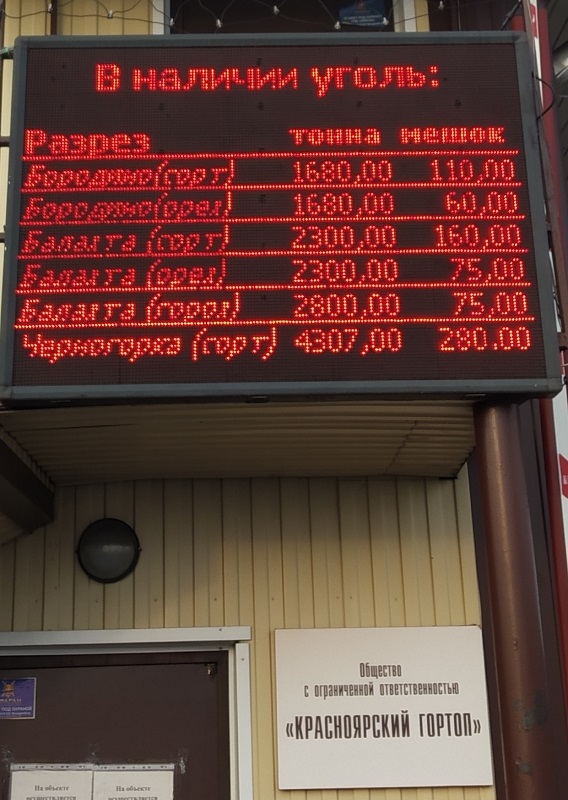 В наличии уголь:
Разрез тонна мешок
Бородино(сорт) 1680,00 110,00
Бородино(орех) 1680,00 60,00
Балахта (сорт) 2300,00 160,00
Балахта (орех) 2300,00 75,00
Балахта (горох) 2800,00 75,00
Черногорка (сорт) 4307,00 280.00
Общество
с ограниченной ответственностью
«КРАСНОЯРСКИЙ ГОРТОП»
На объекте На объекте
осуществляется осуществляется